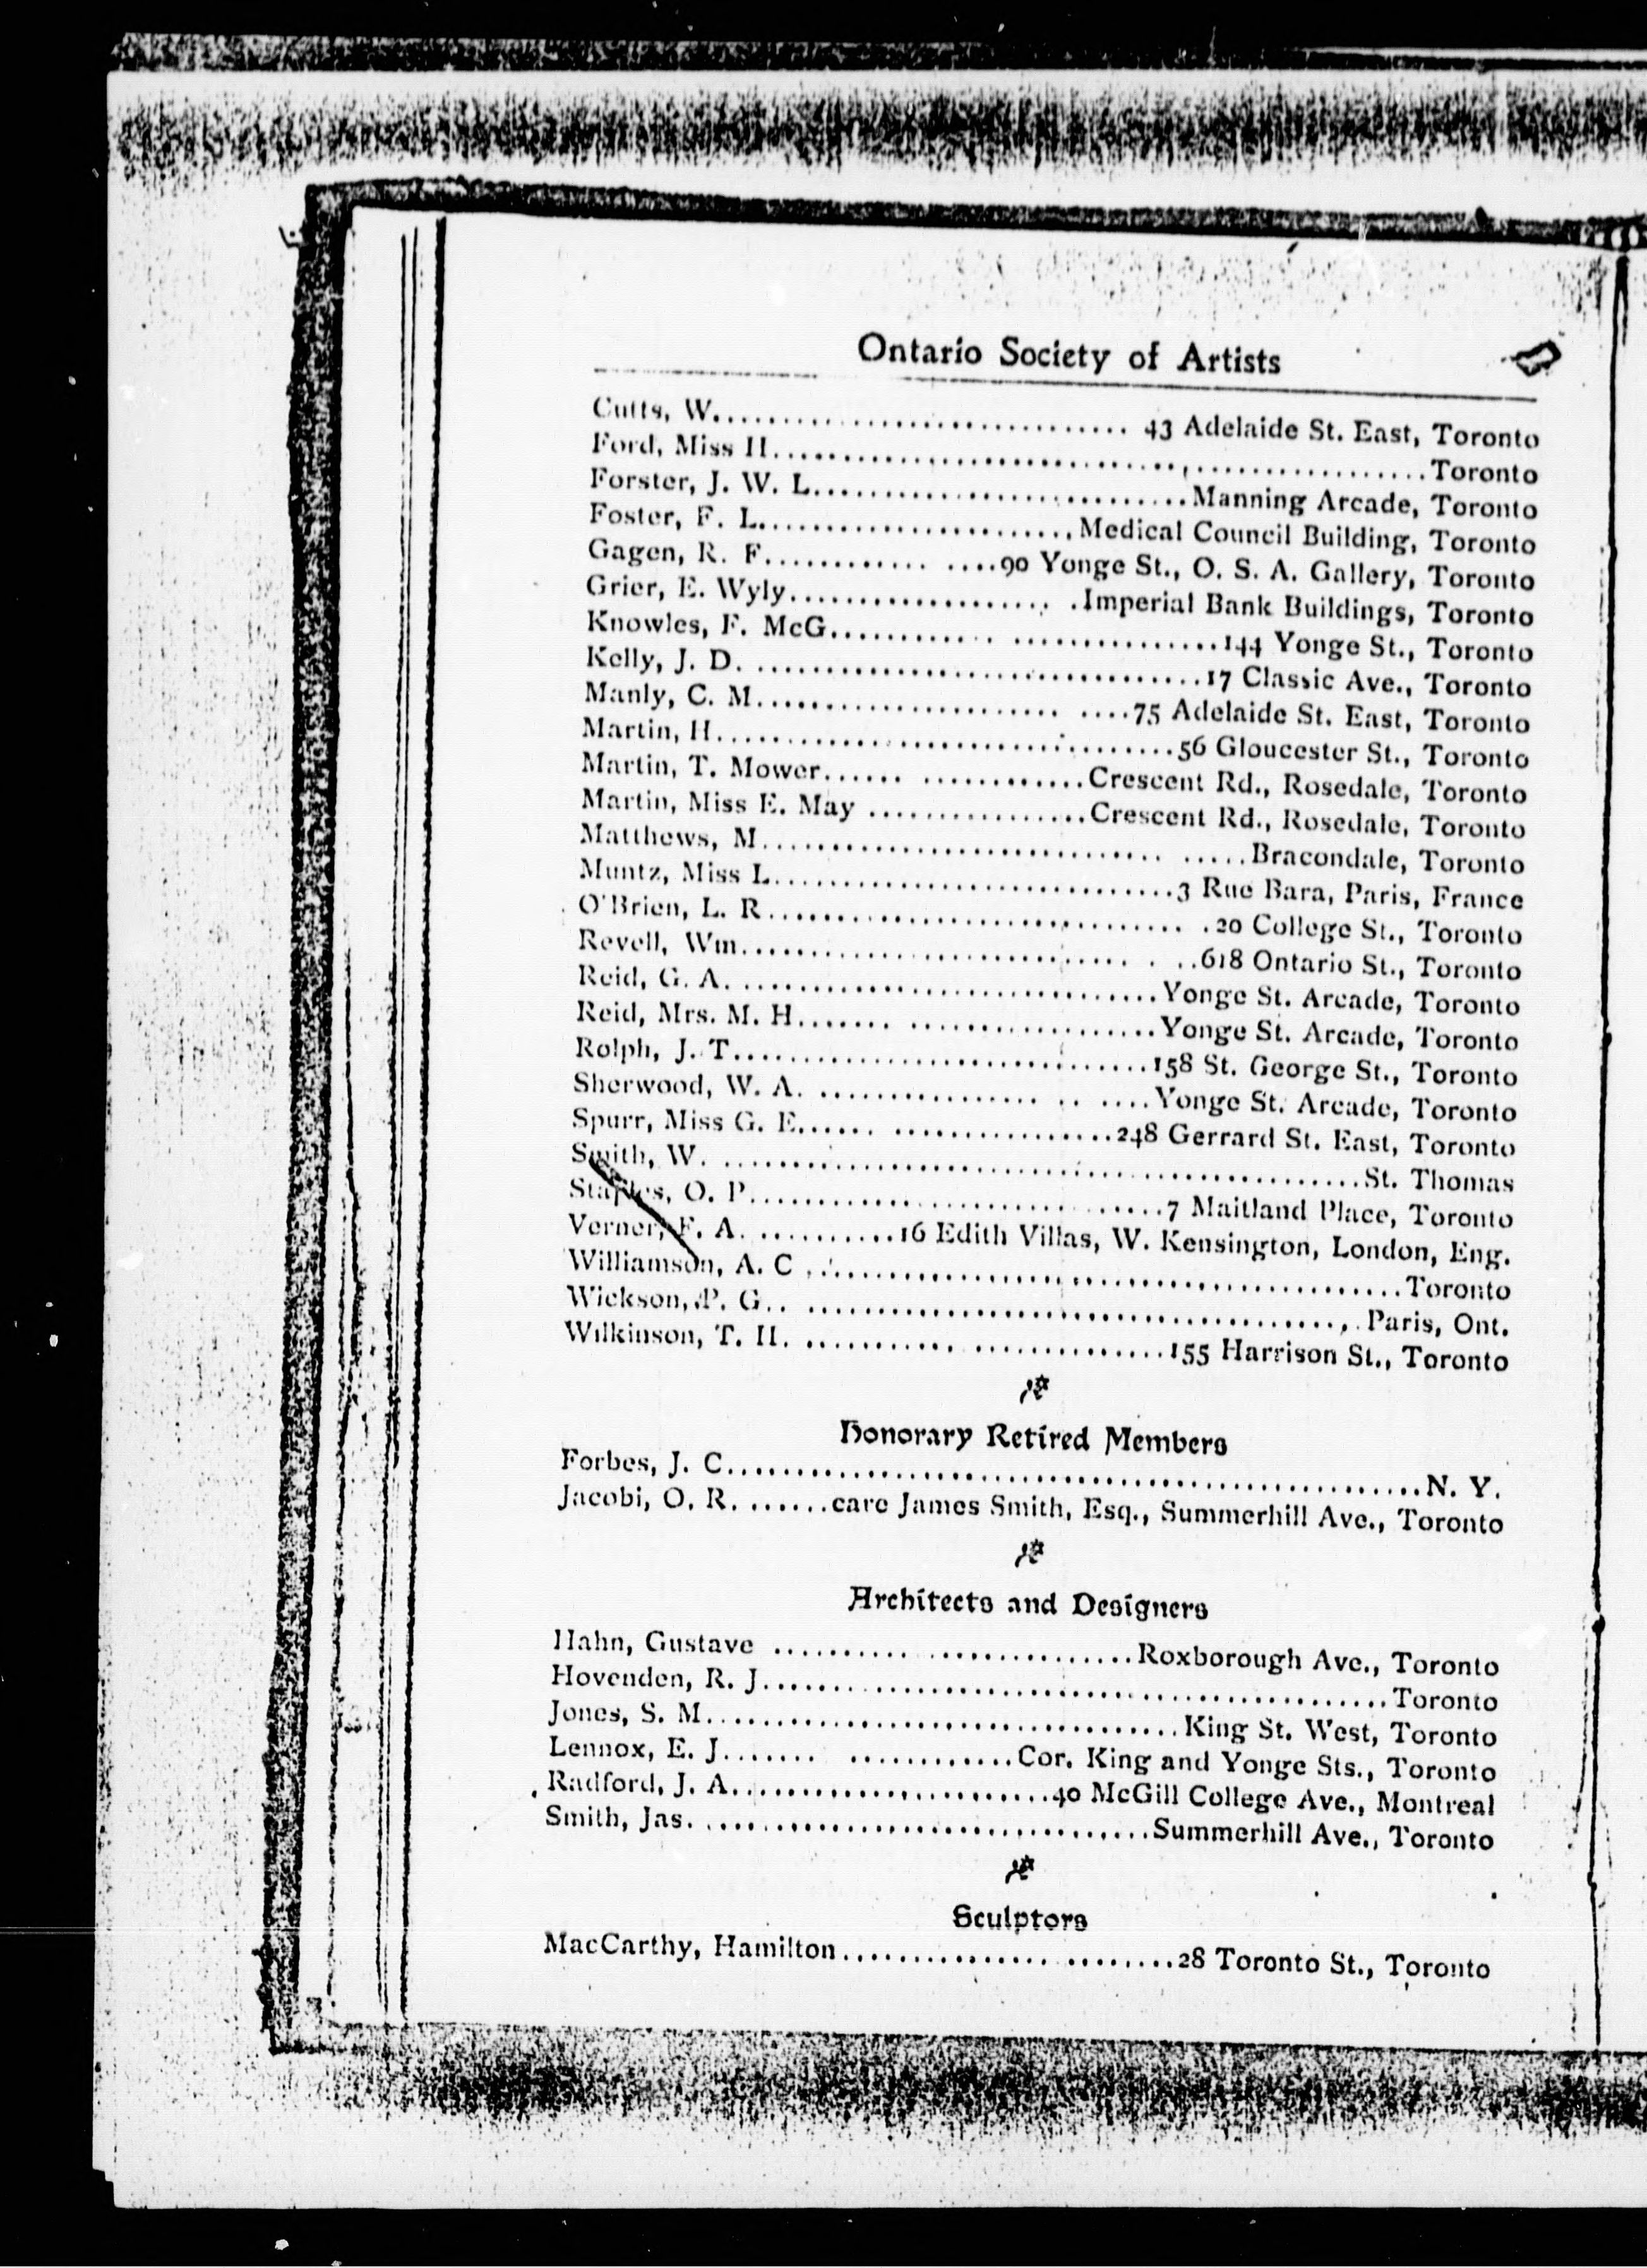 Ontario Society of Artists
Cutts, W. .......... 43 Adelaide St. East, Toronto
Ford, Miss H. .......... Toronto
Forster, J. W. L. .......... Manning Arcade, Toronto
Foster, F. L. .......... Medical Council Building, Toronto
Gagen, R. F. .......... 90 Yonge St., O. S. A. Gallery, Toronto
Grier, E. Wyly .......... Imperial Bank Buildings, Toronto
Knowles, F. McG. .......... 144 Yonge St., Toronto
Kelly, J. D. .......... 17 Classic Ave., Toronto
Manly, C. M. .......... 75 Adelaide St. East, Toronto
Martin, H. .......... 56 Gloucester St., Toronto
Martin, T. Mower .......... Crescent Rd., Rosedale, Toronto
Martin, Miss E. May .......... Crescent Rd., Rosedale, Toronto
Matthews, M. .......... Bracondale, Toronto
Muntz, Miss L. .......... 3 Rue Bara, Paris, France
O'Brien, L. R. .......... 20 College St., Toronto
Revell, Wm. .......... 618 Ontario St., Toronto
Reid, G. A. .......... Yonge St. Arcade, Toronto
Reid, Mrs. M. H. .......... Yonge St. Arcade, Toronto
Rolph, J. T. .......... 158 St. George St., Toronto
Sherwood, W. A. .......... Yonge St. Arcade, Toronto
Spurr, Miss G. E. .......... 248 Gerrard St. East, Toronto
Smith, W. .......... St. Thomas
Staples, O. P. .......... 7 Maitland Place, Toronto
Verner, F. A. .......... 16 Edith Villas, W. Kensington, London, Eng.
Williamson, A. C .......... Toronto
Wickson, P. G. .......... Paris, Ont.
Wilkinson, T. H. .......... 155 Harrison St., Toronto
Honorary Retired Members
Forbes, J. C. .......... N. Y.
Jacobi, O. R. .......... care James Smith, Esq., Summerhill Ave., Toronto
Architects and Designers
Hahn, Gustave .......... Roxborough Ave., Toronto
Hovenden, R. J. .......... Toronto
Jones, S. M. .......... King St. West, Toronto
Lennox, E. J. .......... Cor. King and Yonge Sts., Toronto
Radford, J. A. .......... 40 McGill College Ave., Montreal
Smith, Jas. .......... Summerhill Ave., Toronto
Sculptors
MacCarthy, Hamilton .......... 28 Toronto St., Toronto